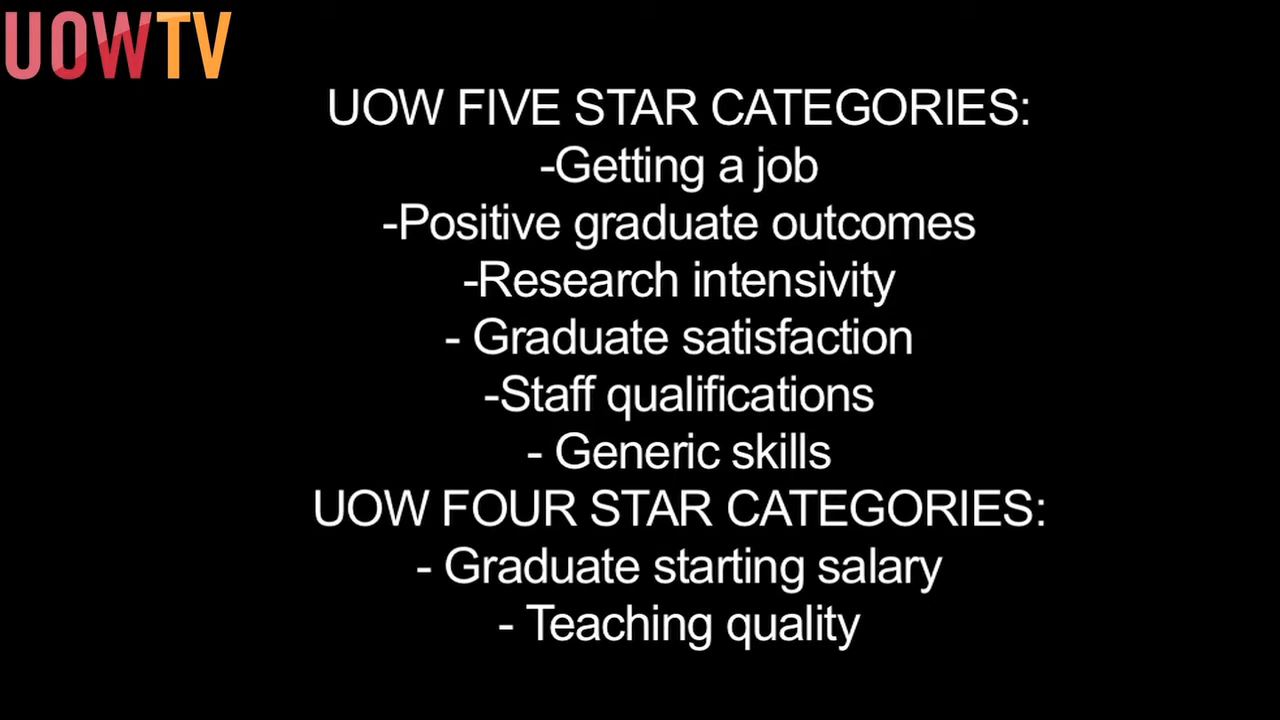 UOWTV
UOW FIVE STAR CATEGORIES:
-Getting a job
-Positive graduate outcomes
-Research intensivity
- Graduate satisfaction
-Staff qualifications
- Generic skills
UOW FOUR STAR CATEGORIES:
- Graduate starting salary
- Teaching quality